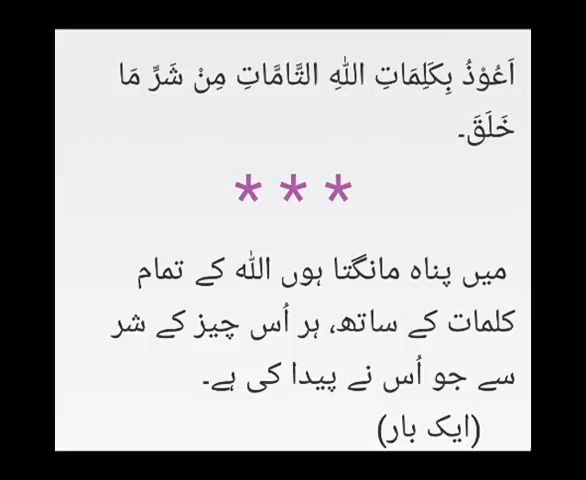 اَعُوْذُ بِكَلِمَاتِ اللّٰهِ التَّامَّاتِ مِنْ شَرِّ مَا
خَلَقَ۔
* * *
میں پناہ مانگتا ہوں اللّٰہ کے تمام
کلمات کے ساتھ، ہر اُس چیز کے شر
سے جو اُس نے پیدا کی ہے۔
(ایک بار)